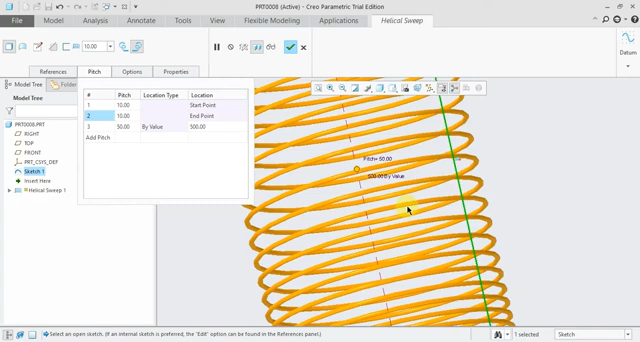 PRT0008 (Active) - Creo Parametric Trial Edition
File Model Analysis Annotate Tools View Flexible Modeling Applications Helical Sweep
10.00
Datum
References Pitch Options Properties
Model Tree Folder
Model Tree
PRT0008.PRT
RIGHT
TOP
FRONT
PRT_CSYS_DEF
Sketch 1
Insert Here
Helical Sweep 1
# Pitch Location Type Location
1 10.00 Start Point
2 10.00 End Point
3 50.00 By Value 500.00
Add Pitch
Pitch= 50.00
500.00 By Value
Select an open sketch. (If an internal sketch is preferred, the "Edit" option can be found in the References panel.)
1 selected
Sketch